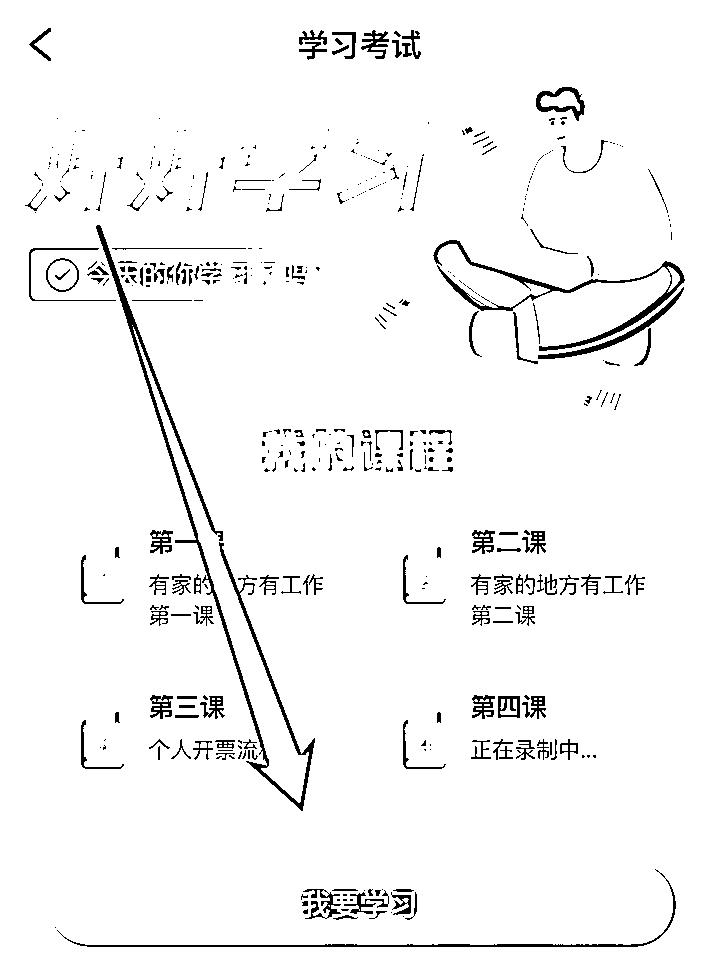 学习考试
好好学习
今天的你学习了吗?
我的课程
第一课
有家的地方有工作
第一课
第二课
有家的地方有工作
第二课
第三课
个人开票流
第四课
正在录制中...
我要学习